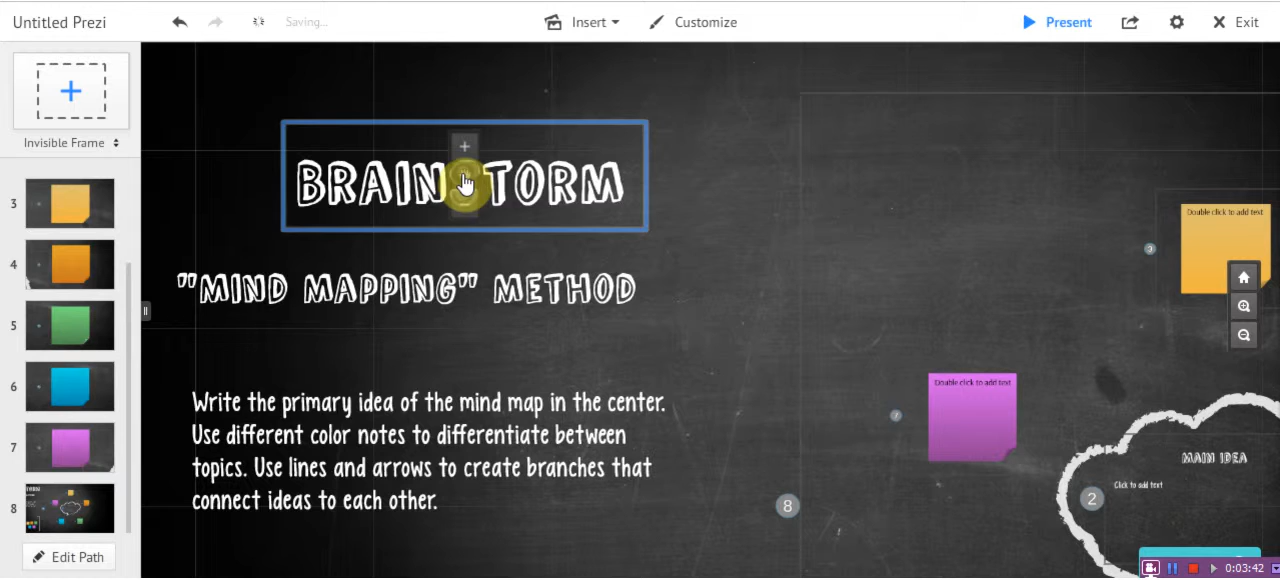 Untitled Prezi
Saving...
Insert
Customize
Present
Exit
Invisible Frame
3
4
5
6
7
8
Edit Path
BRAINSTORM
"MIND MAPPING" METHOD
Write the primary idea of the mind map in the center.
Use different color notes to differentiate between
topics. Use lines and arrows to create branches that
connect ideas to each other.
8
Double click to add text
3
Double click to add text
7
MAIN IDEA
Click to add text
2
0:03:42